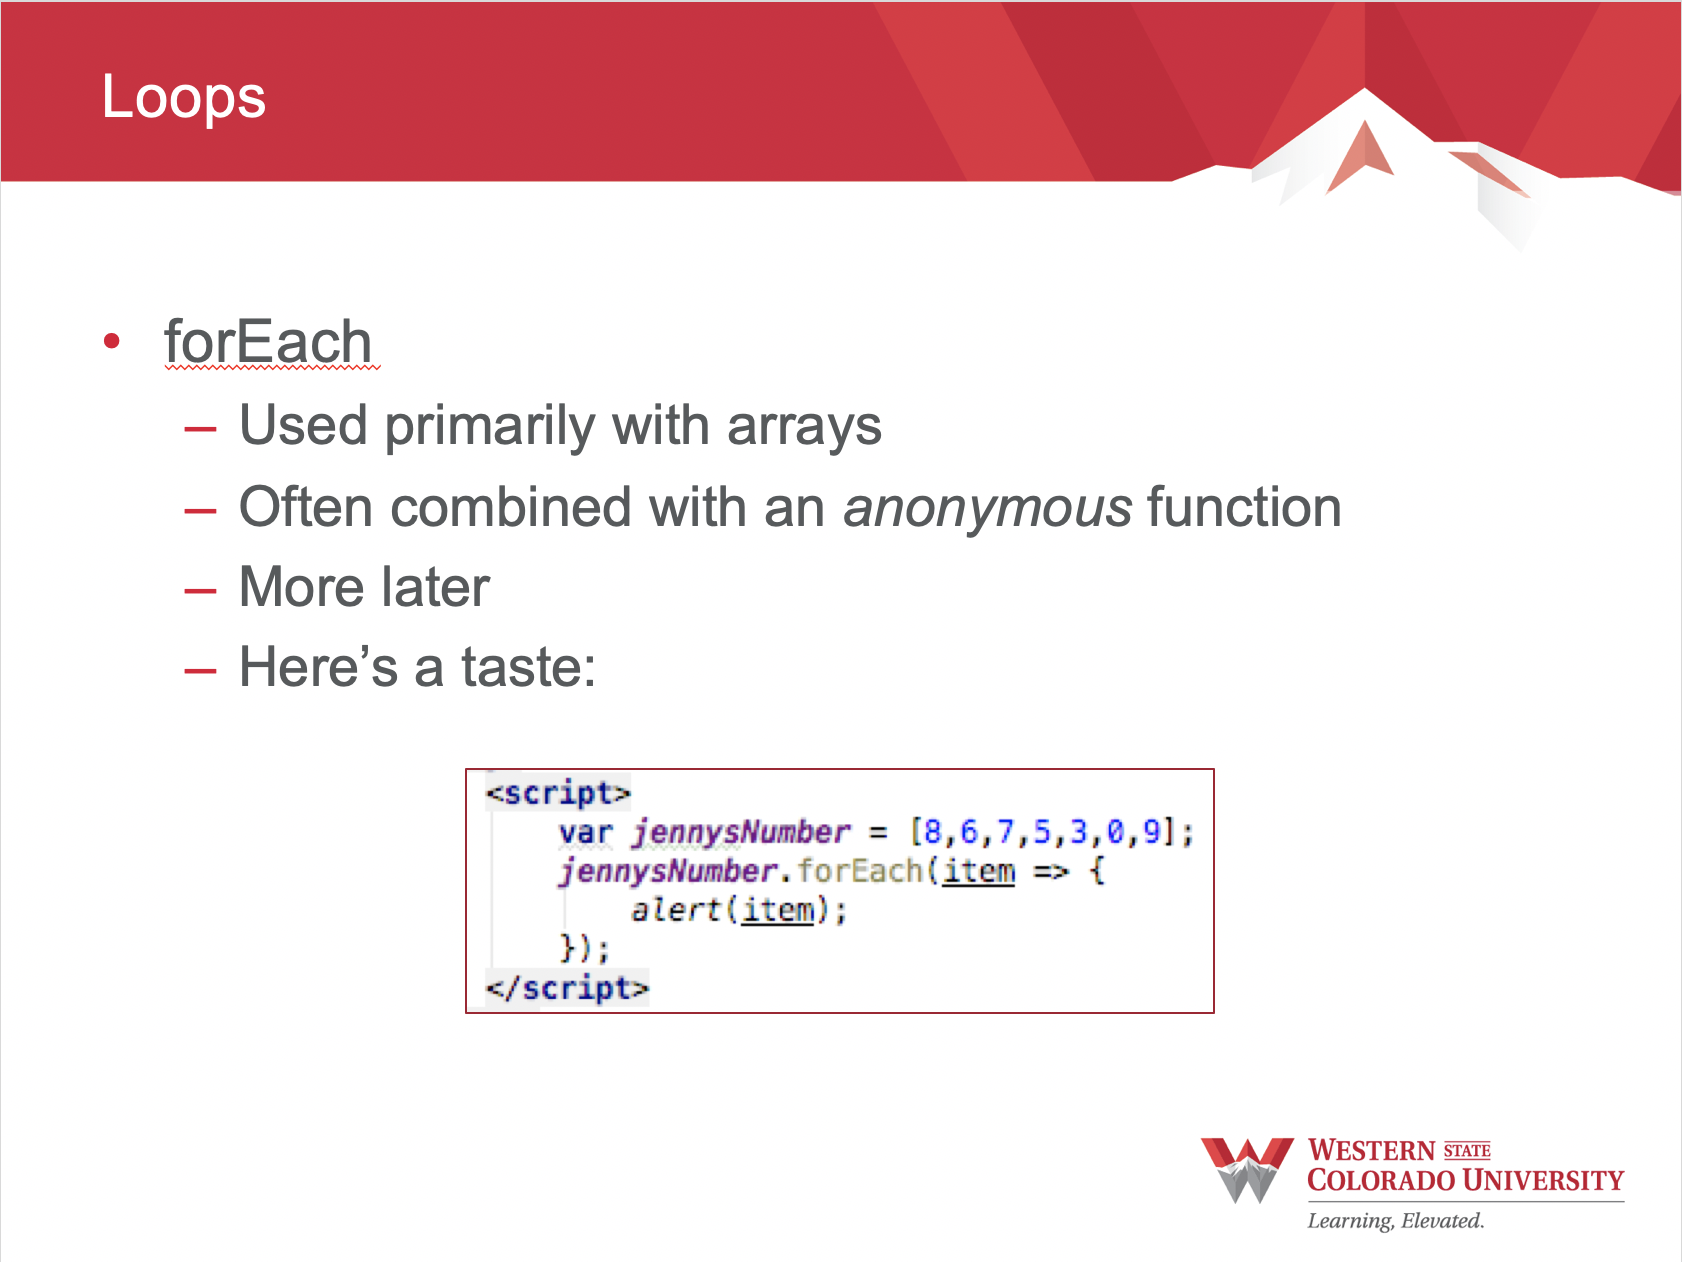 Loops
• forEach
– Used primarily with arrays
– Often combined with an anonymous function
– More later
– Here’s a taste:
<script>
    var jennysNumber = [8,6,7,5,3,0,9];
    jennysNumber.forEach(item => {
        alert(item);
    });
</script>
WESTERN STATE
COLORADO UNIVERSITY
Learning, Elevated.